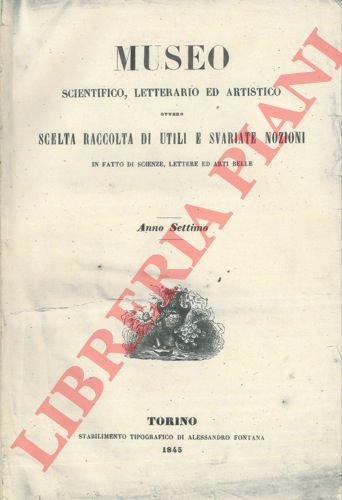 MUSEO
SCIENTIFICO, LETTERARIO ED ARTISTICO
OVVERO
SCELTA RACCOLTA DI UTILI E SVARIATE NOZIONI
IN FATTO DI SCIENZE, LETTERE ED ARTI BELLE
Anno Settimo
TORINO
STABILIMENTO TIPOGRAFICO DI ALESSANDRO FONTANA
1845
LIBRERIA PIANI